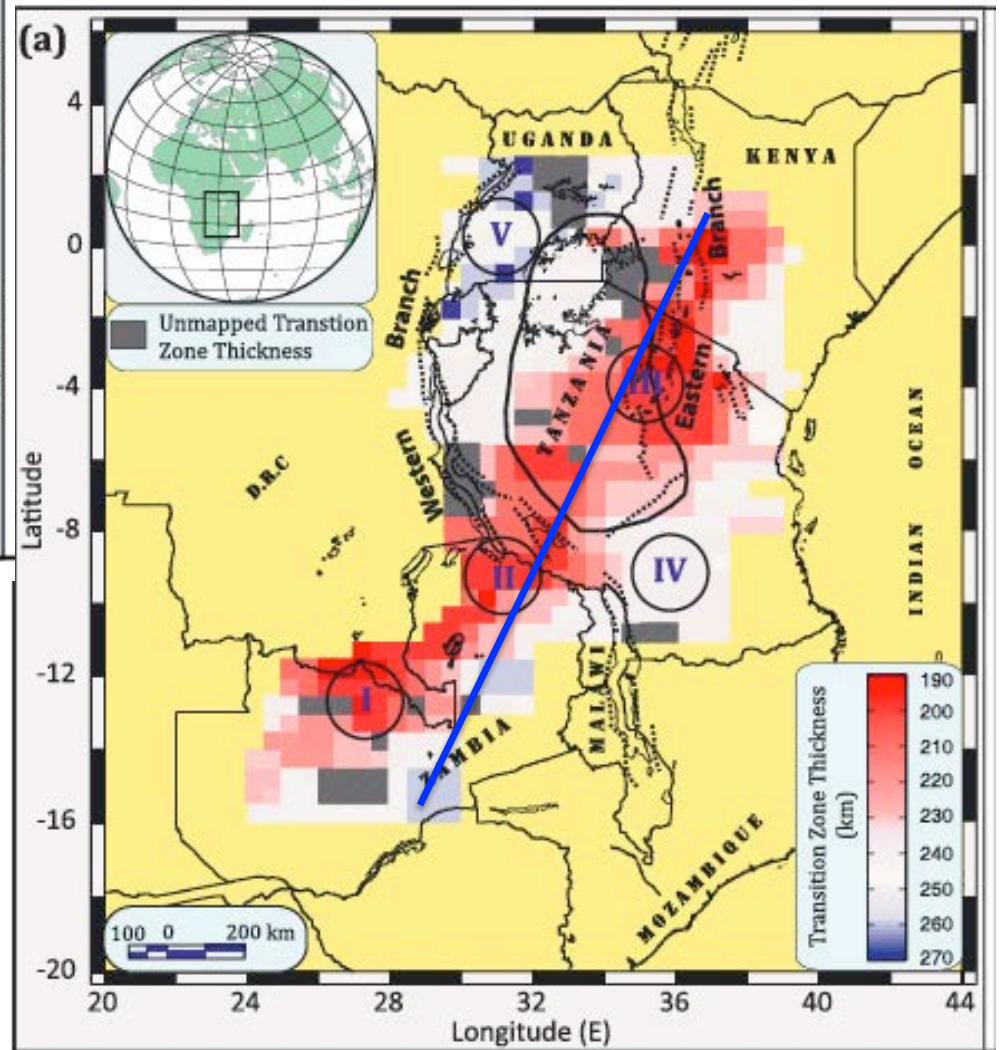 (a)
UGANDA
KENYA
Unmapped Transtion
Zone Thickness
Branch
Branch
V
TANZANIA
III
Eastern
Western
D.R.C
II
IV
I
ZAMBIA
MALAWI
MOZAMBIQUE
INDIAN OCEAN
Transition Zone Thickness
(km)
190
200
210
220
230
240
250
260
270
100 0 200 km
Latitude
4
0
-4
-8
-12
-16
-20
20 24 28 32 36 40 44
Longitude (E)